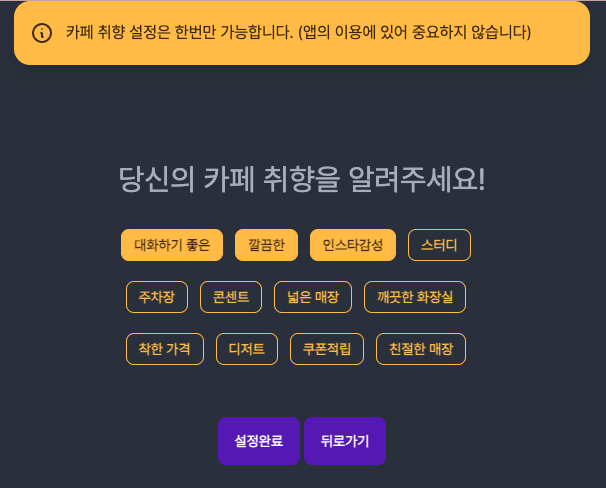 카페 취향 설정은 한번만 가능합니다. (앱의 이용에 있어 중요하지 않습니다)
당신의 카페 취향을 알려주세요!
대화하기 좋은 깔끔한 인스타감성 스터디
주차장 콘센트 넓은 매장 깨끗한 화장실
착한 가격 디저트 쿠폰적립 친절한 매장
설정완료 뒤로가기